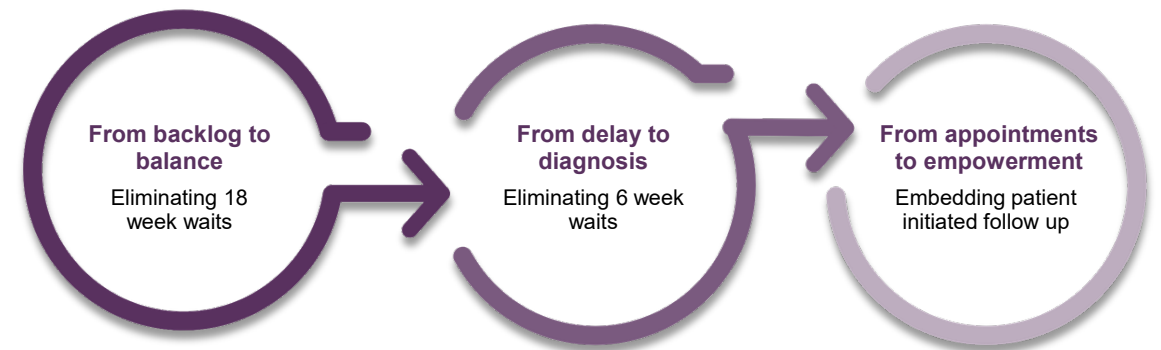 From backlog to
balance
Eliminating 18
week waits
From delay to
diagnosis
Eliminating 6 week
waits
From appointments
to empowerment
Embedding patient
initiated follow up